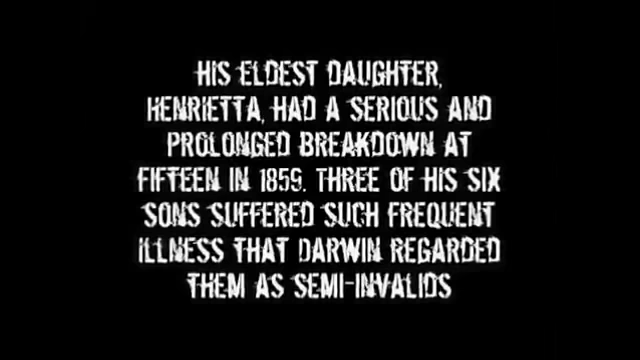 HIS ELDEST DAUGHTER,
HENRIETTA, HAD A SERIOUS AND
PROLONGED BREAKDOWN AT
FIFTEEN IN 1859. THREE OF HIS SIX
SONS SUFFERED SUCH FREQUENT
ILLNESS THAT DARWIN REGARDED
THEM AS SEMI-INVALIDS